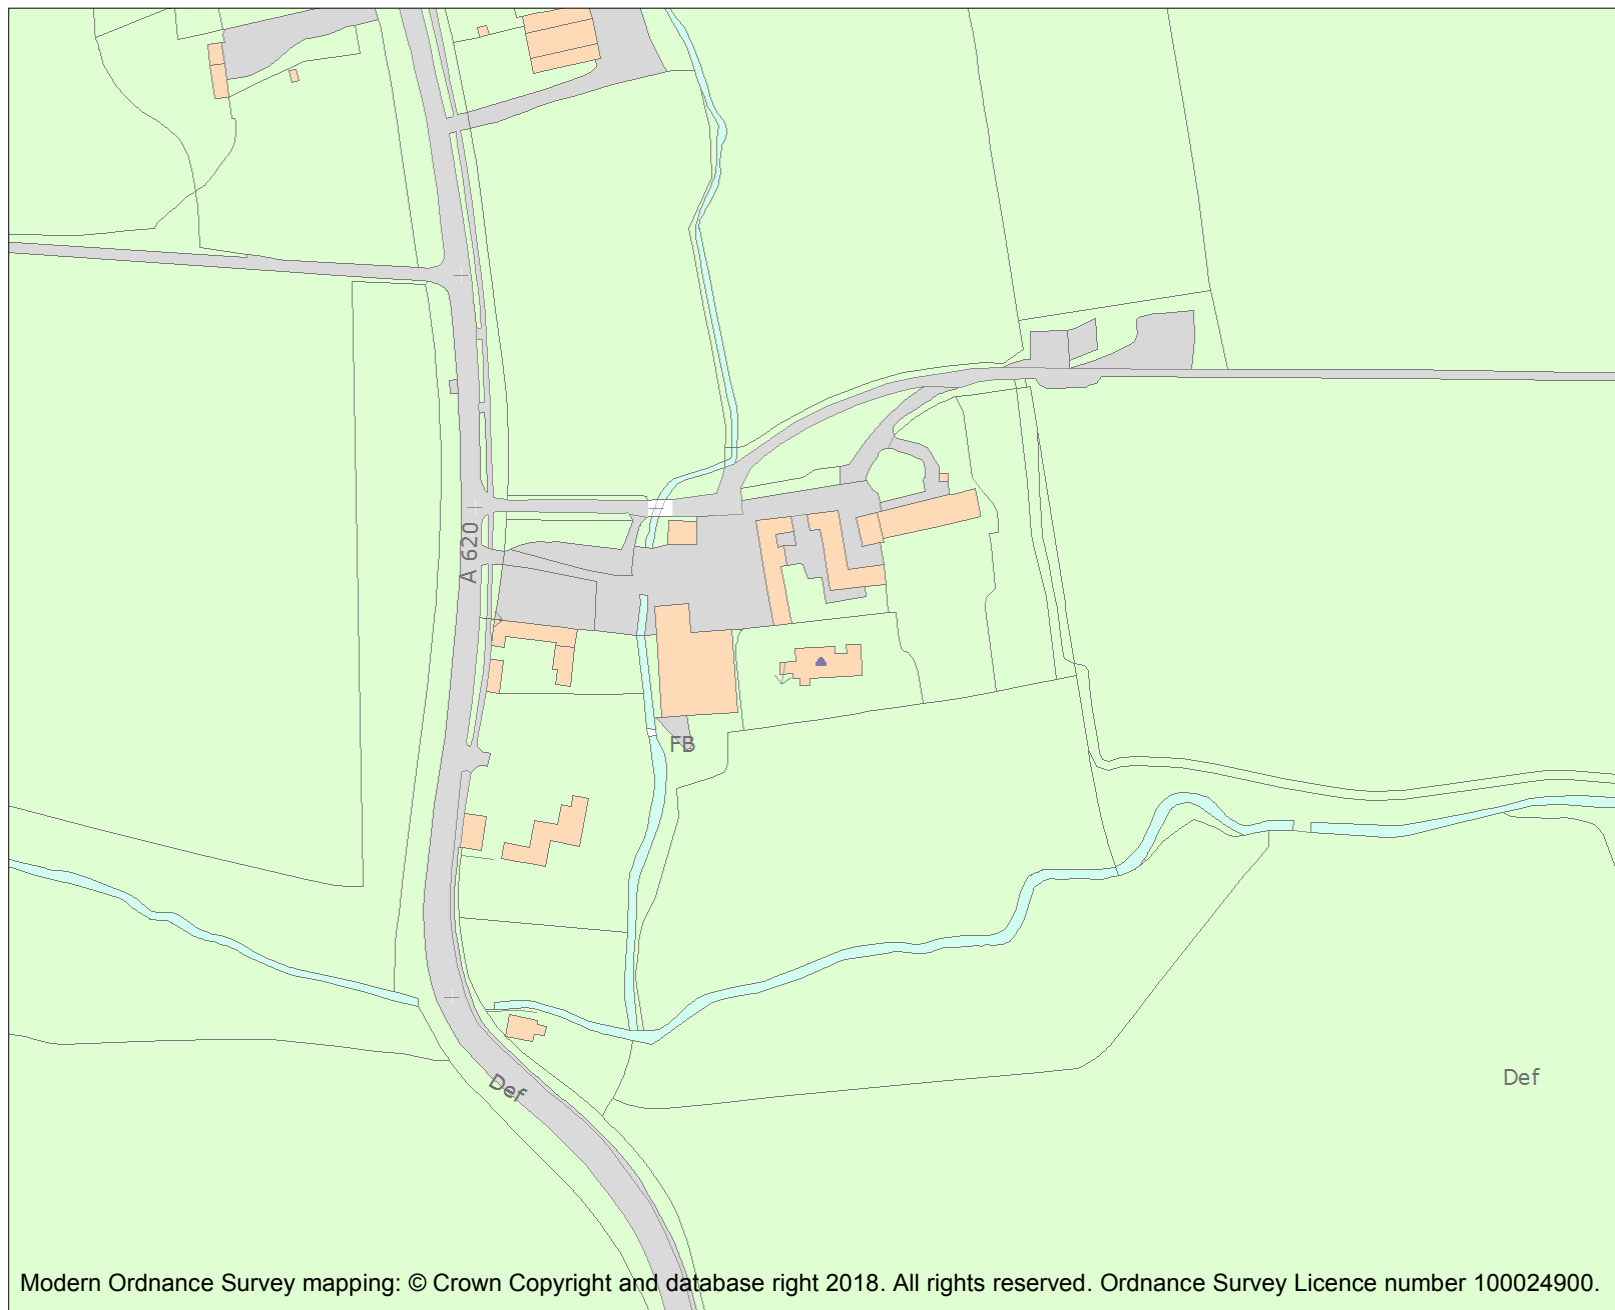 A 620
FB
Def
Def
Modern Ordnance Survey mapping: © Crown Copyright and database right 2018. All rights reserved. Ordnance Survey Licence number 100024900.